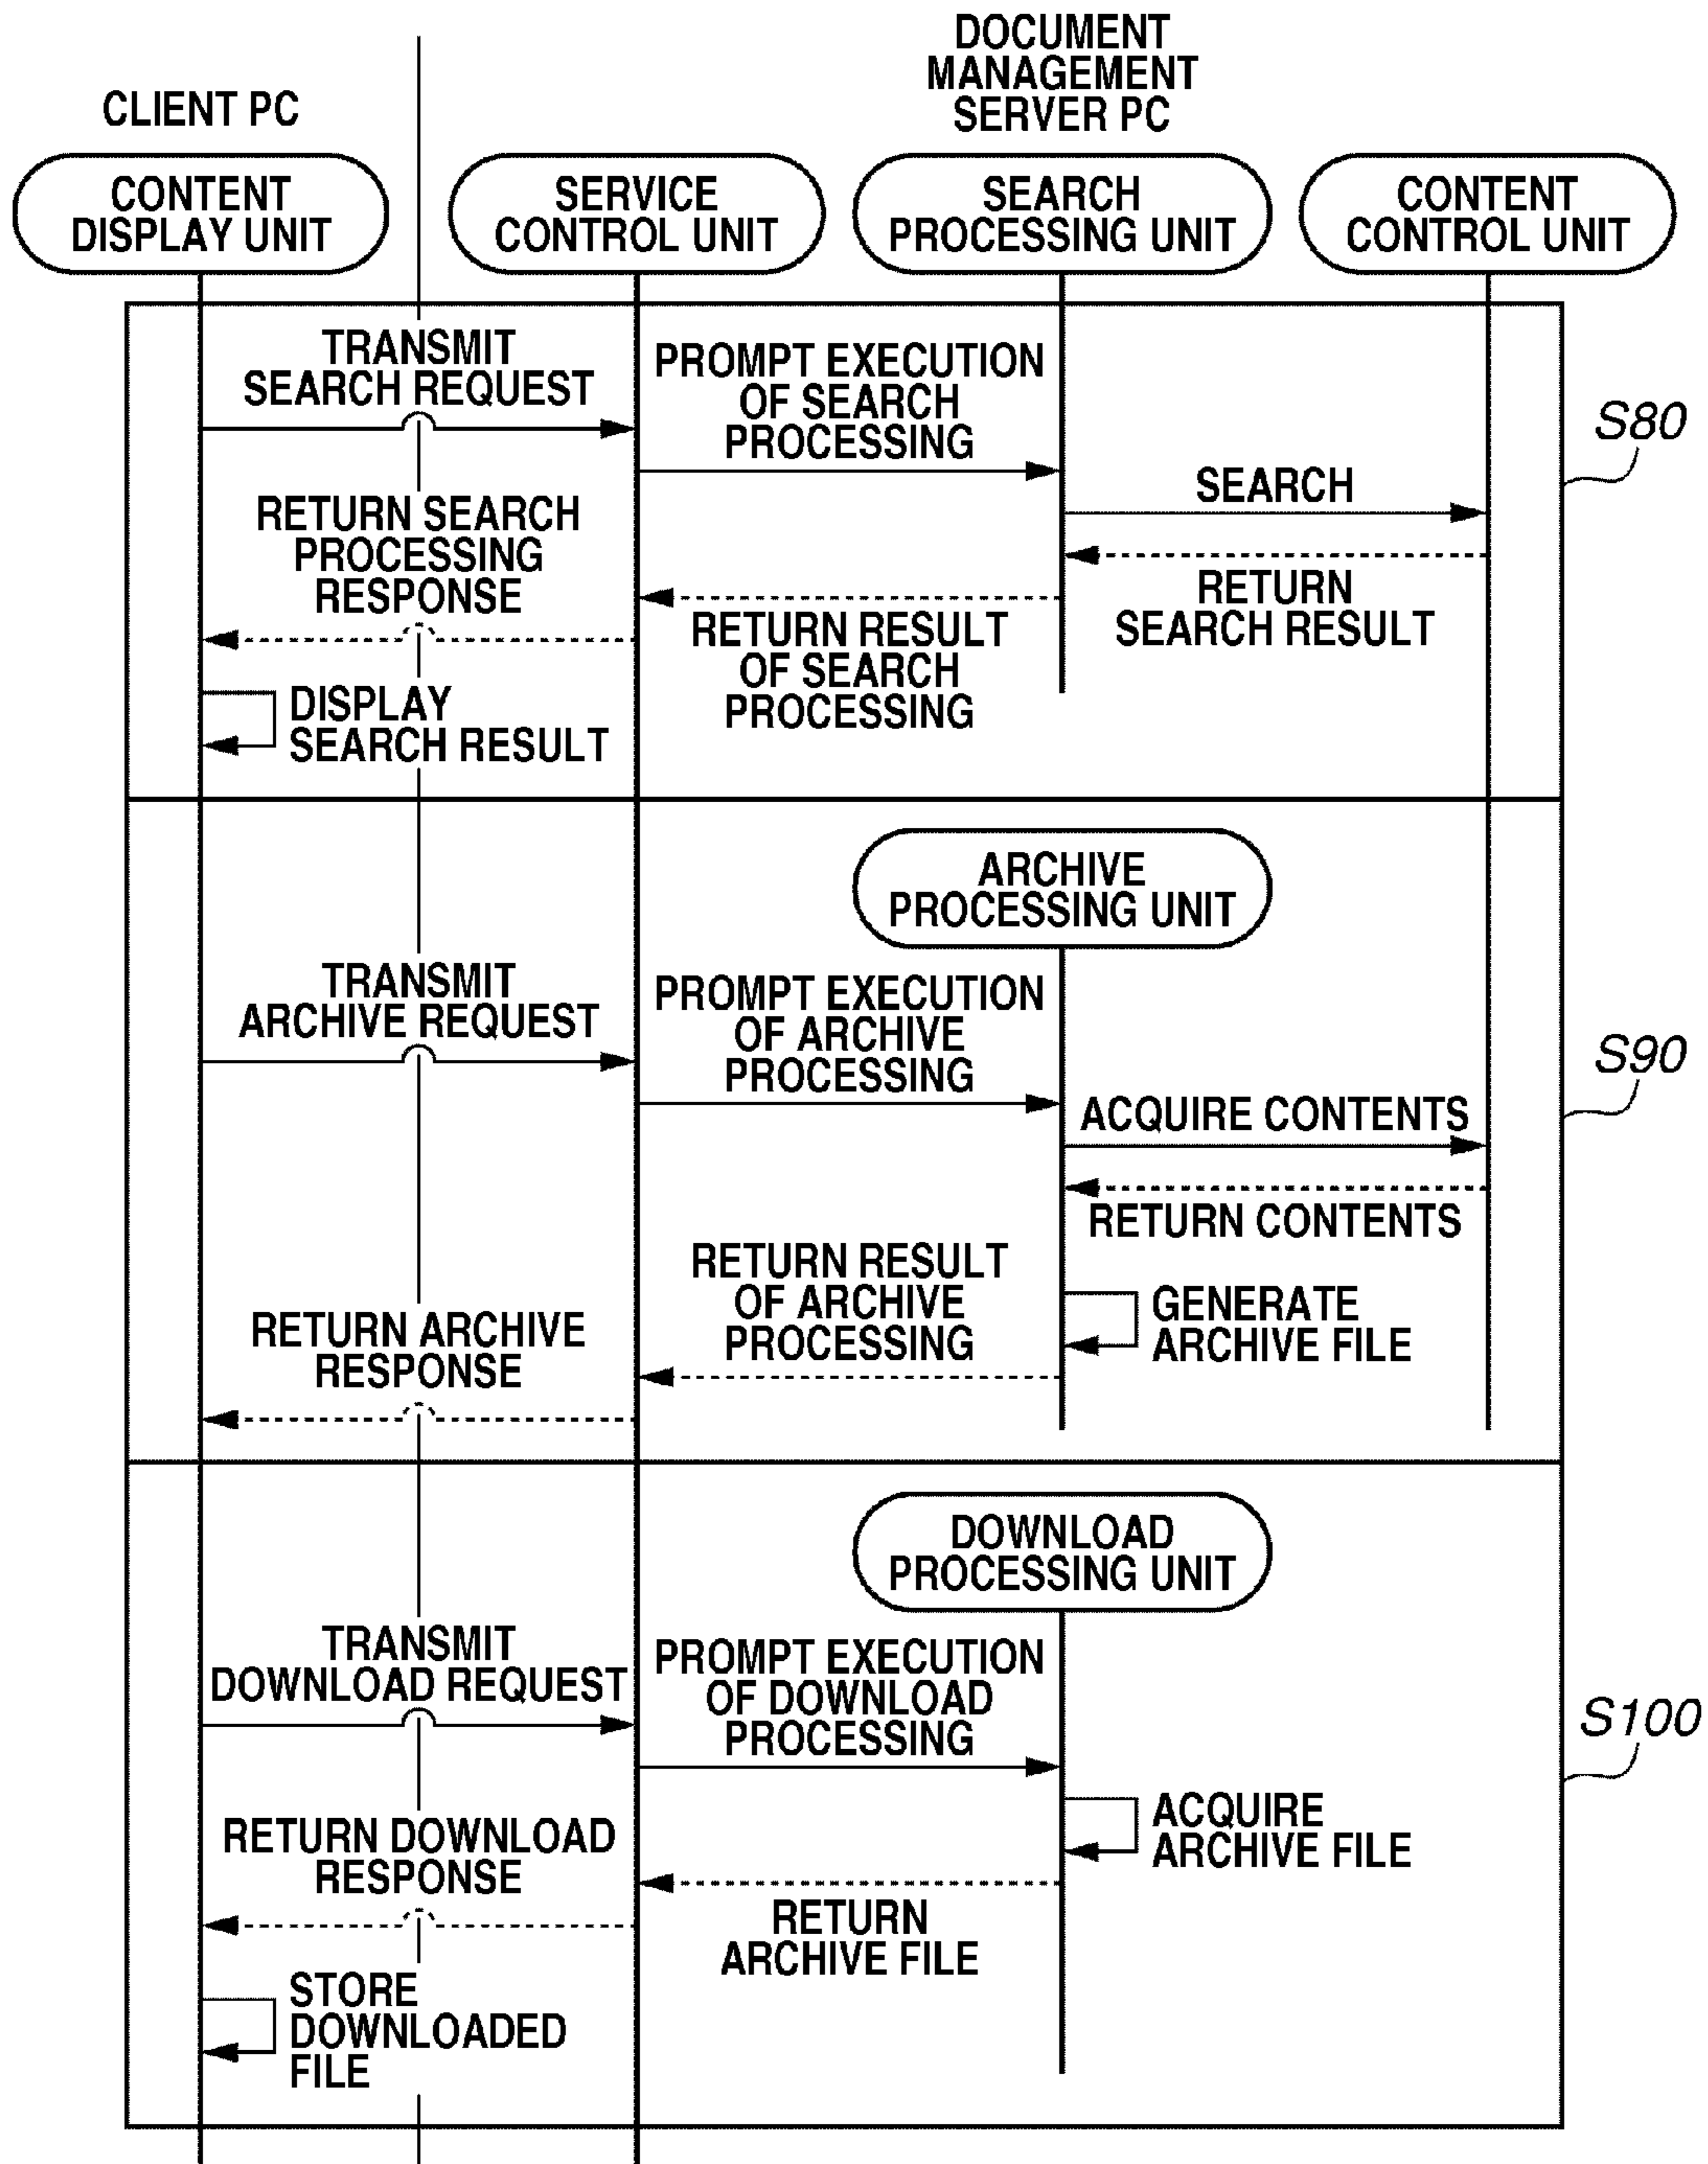 DOCUMENT
MANAGEMENT
SERVER PC
CLIENT PC
CONTENT
DISPLAY UNIT
SERVICE
CONTROL UNIT
SEARCH
PROCESSING UNIT
CONTENT
CONTROL UNIT
TRANSMIT
SEARCH REQUEST
PROMPT EXECUTION
OF SEARCH
PROCESSING
S80
SEARCH
RETURN SEARCH
PROCESSING
RESPONSE
RETURN
SEARCH RESULT
RETURN RESULT
OF SEARCH
PROCESSING
DISPLAY
SEARCH RESULT
ARCHIVE
PROCESSING UNIT
TRANSMIT
ARCHIVE REQUEST
PROMPT EXECUTION
OF ARCHIVE
PROCESSING
S90
ACQUIRE CONTENTS
RETURN CONTENTS
RETURN RESULT
OF ARCHIVE
PROCESSING
GENERATE
ARCHIVE FILE
RETURN ARCHIVE
RESPONSE
DOWNLOAD
PROCESSING UNIT
TRANSMIT
DOWNLOAD REQUEST
PROMPT EXECUTION
OF DOWNLOAD
PROCESSING
S100
ACQUIRE
ARCHIVE FILE
RETURN DOWNLOAD
RESPONSE
RETURN
ARCHIVE FILE
STORE
DOWNLOADED
FILE